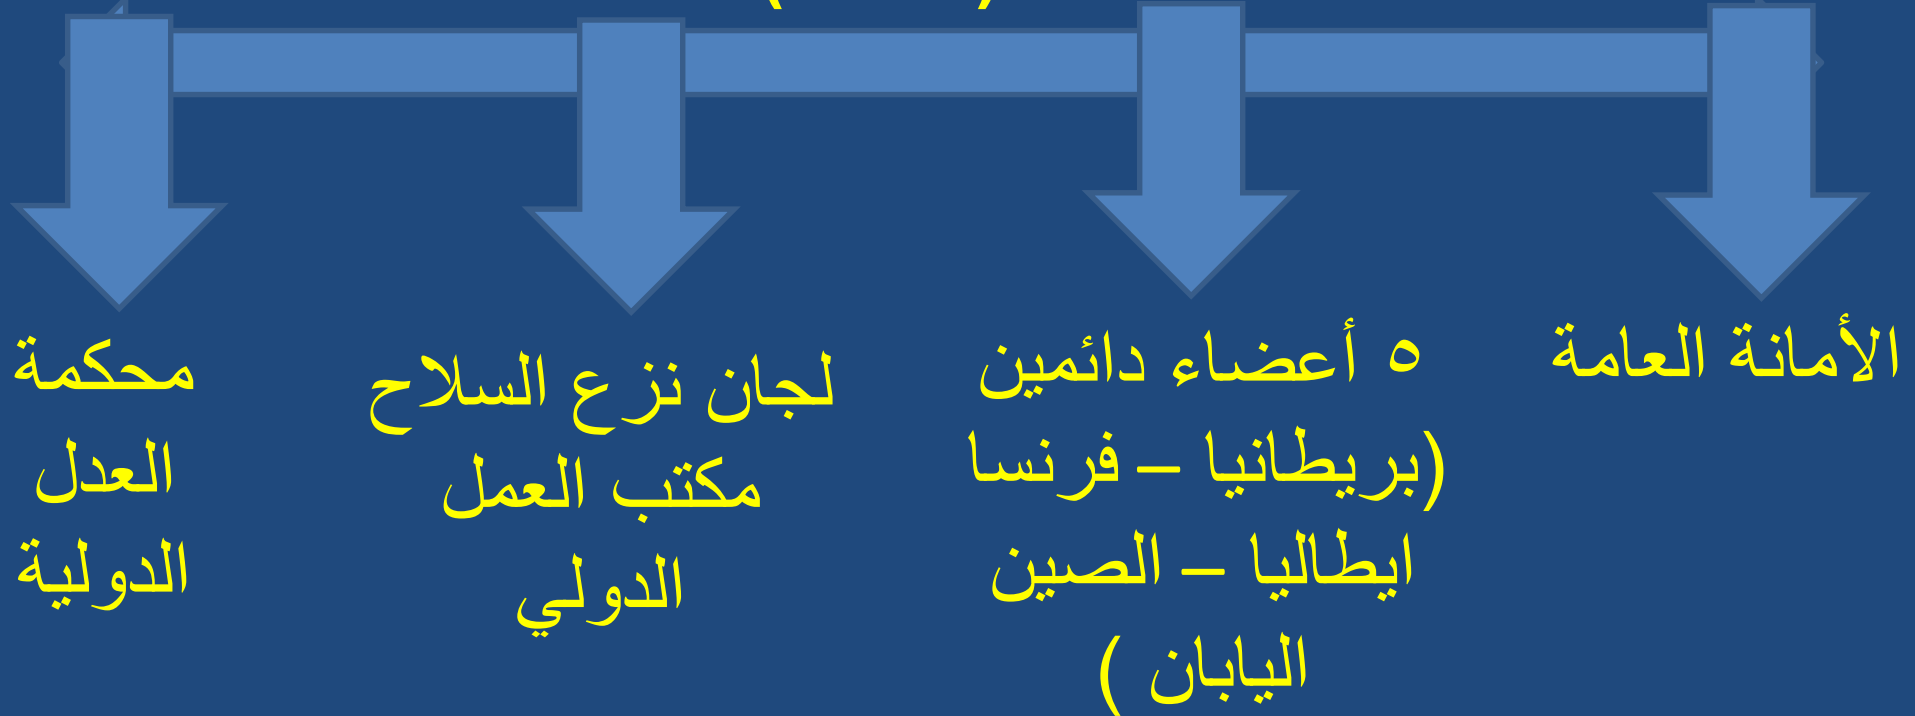 الأمانة العامة
٥ أعضاء دائمين
(بريطانيا – فرنسا
ايطاليا – الصين
اليابان )
لجان نزع السلاح
مكتب العمل
الدولي
محكمة
العدل
الدولية